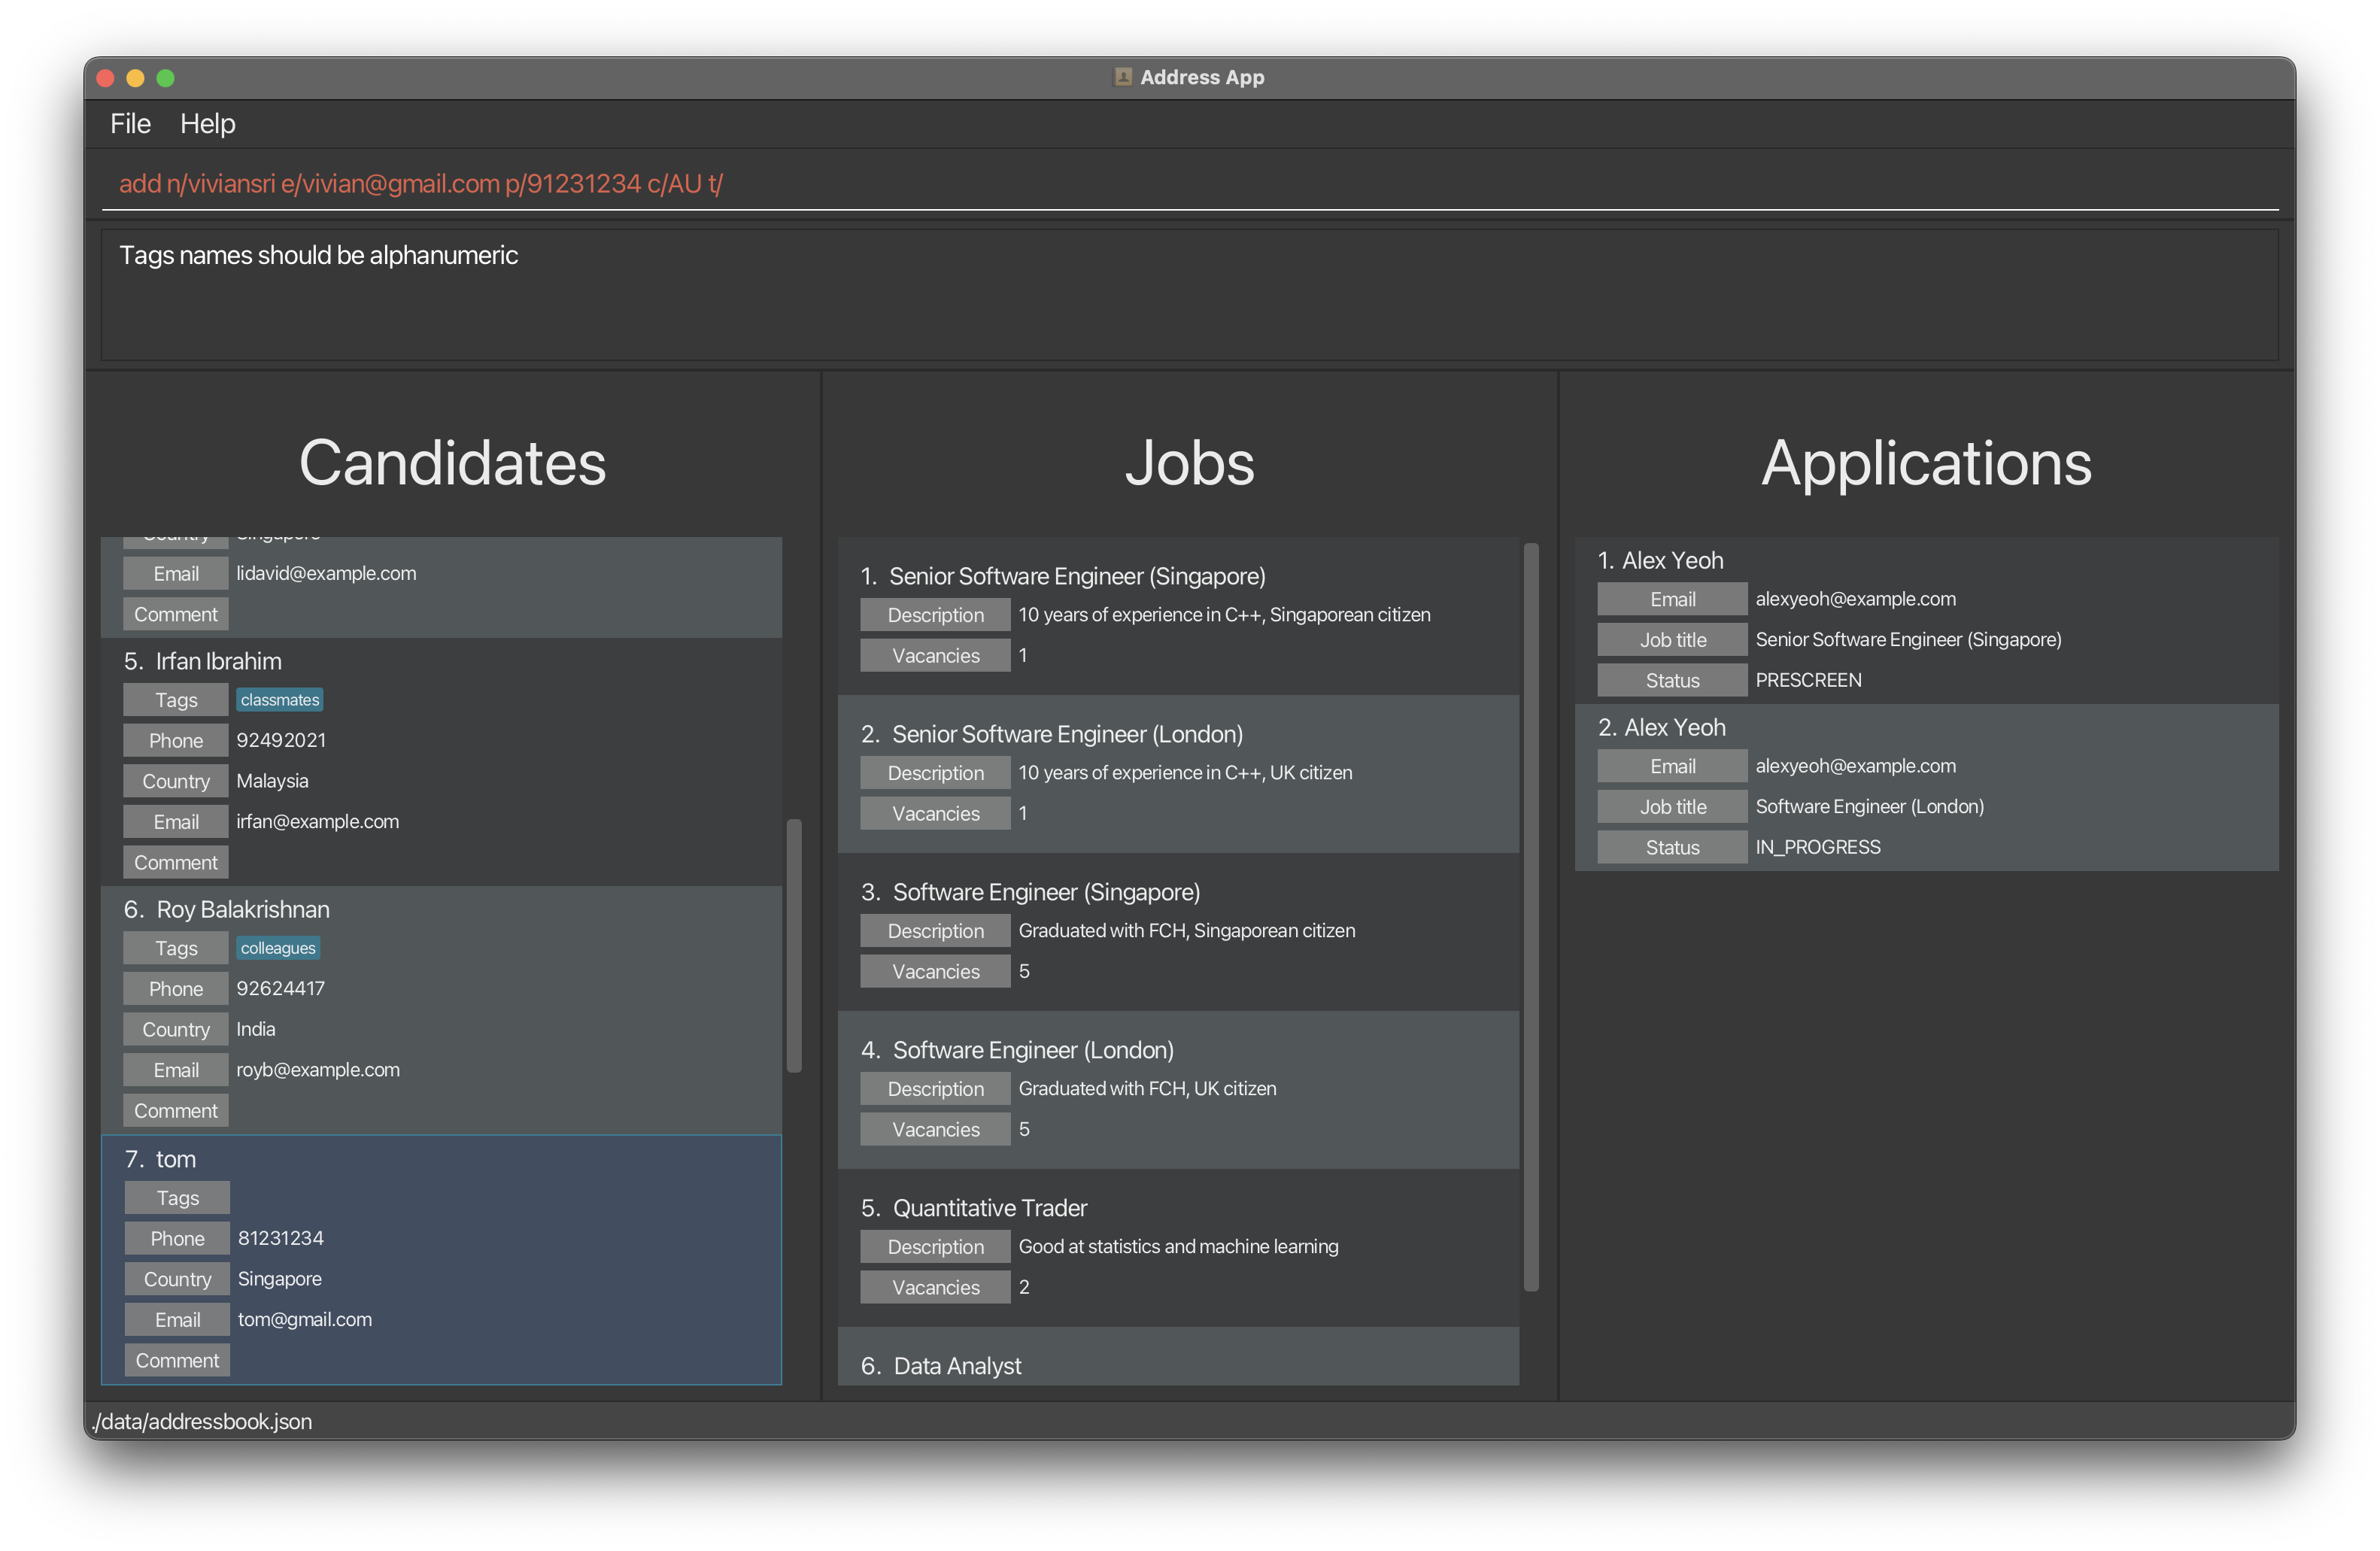 Address App
File Help
add n/viviansri e/vivian@gmail.com p/91231234 c/AU t/
Tags names should be alphanumeric
Candidates
Country Singapore
Email lidavid@example.com
Comment
5. Irfan Ibrahim
Tags classmates
Phone 92492021
Country Malaysia
Email irfan@example.com
Comment
6. Roy Balakrishnan
Tags colleagues
Phone 92624417
Country India
Email royb@example.com
Comment
7. tom
Tags
Phone 81231234
Country Singapore
Email tom@gmail.com
Comment
Jobs
1. Senior Software Engineer (Singapore)
Description 10 years of experience in C++, Singaporean citizen
Vacancies 1
2. Senior Software Engineer (London)
Description 10 years of experience in C++, UK citizen
Vacancies 1
3. Software Engineer (Singapore)
Description Graduated with FCH, Singaporean citizen
Vacancies 5
4. Software Engineer (London)
Description Graduated with FCH, UK citizen
Vacancies 5
5. Quantitative Trader
Description Good at statistics and machine learning
Vacancies 2
6. Data Analyst
Applications
1. Alex Yeoh
Email alexyeoh@example.com
Job title Senior Software Engineer (Singapore)
Status PRESCREEN
2. Alex Yeoh
Email alexyeoh@example.com
Job title Software Engineer (London)
Status IN_PROGRESS
./data/addressbook.json